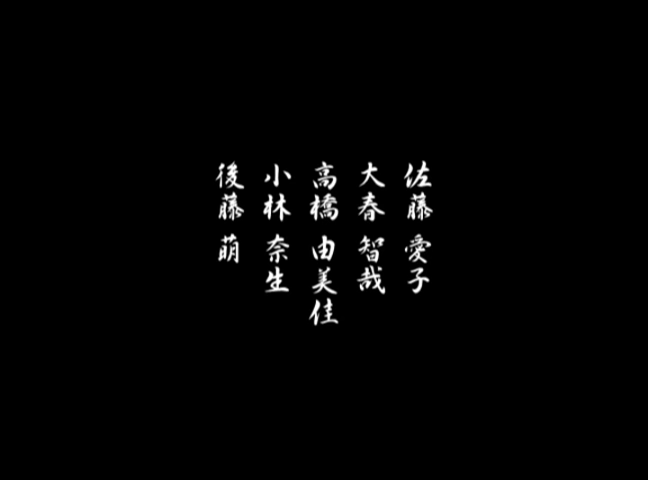 佐藤 愛子
大春 智哉
高橋 由美佳
小林 奈生
後藤 萌